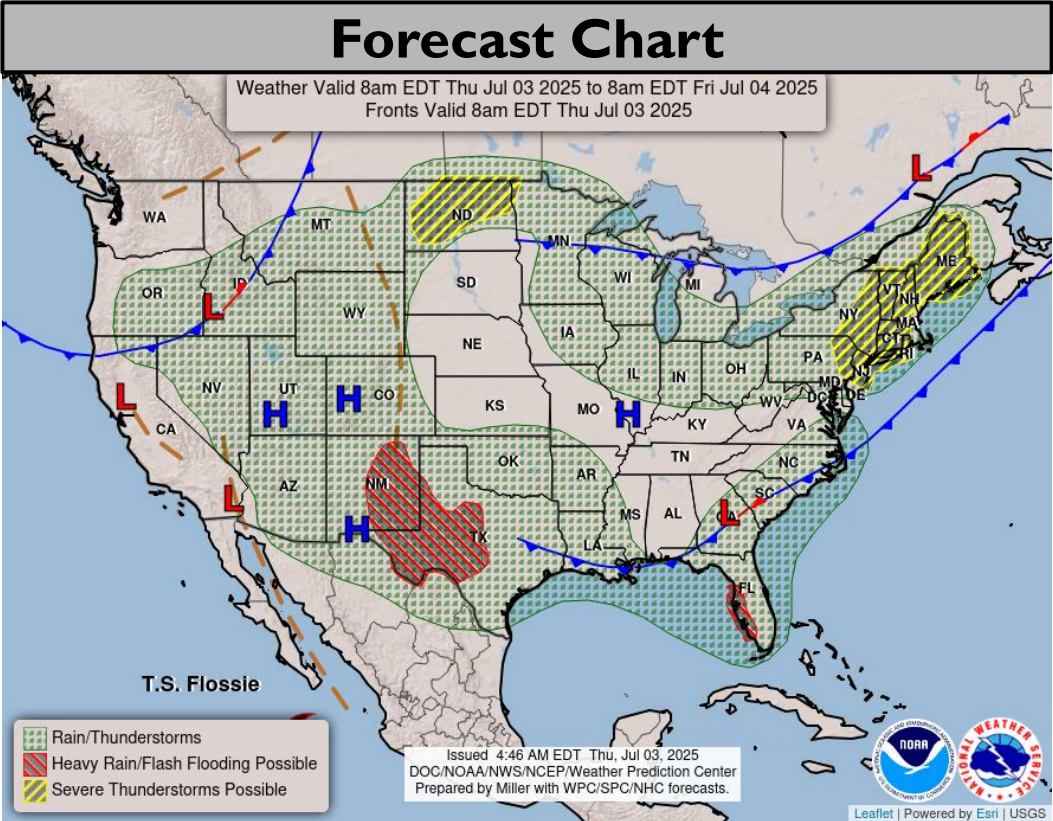 Forecast Chart
Weather Valid 8am EDT Thu Jul 03 2025 to 8am EDT Fri Jul 04 2025
Fronts Valid 8am EDT Thu Jul 03 2025
L
WA
MT
ND
MN
ME
OR
ID
L
WY
SD
WI
MI
VT
NH
NY
MA
CT
RI
NE
IA
PA
NJ
L
NV
UT
H
H
CO
KS
MO
IL
IN
OH
H
WV
MD
DC
DE
VA
KY
CA
TN
NC
L
AZ
NM
OK
AR
SC
H
TX
MS
AL
GA
L
LA
FL
T.S. Flossie
Rain/Thunderstorms
Heavy Rain/Flash Flooding Possible
Severe Thunderstorms Possible
Issued 4:46 AM EDT Thu, Jul 03, 2025
DOC/NOAA/NWS/NCEP/Weather Prediction Center
Prepared by Miller with WPC/SPC/NHC forecasts.
NOAA
NATIONAL WEATHER SERVICE
Leaflet | Powered by Esri | USGS